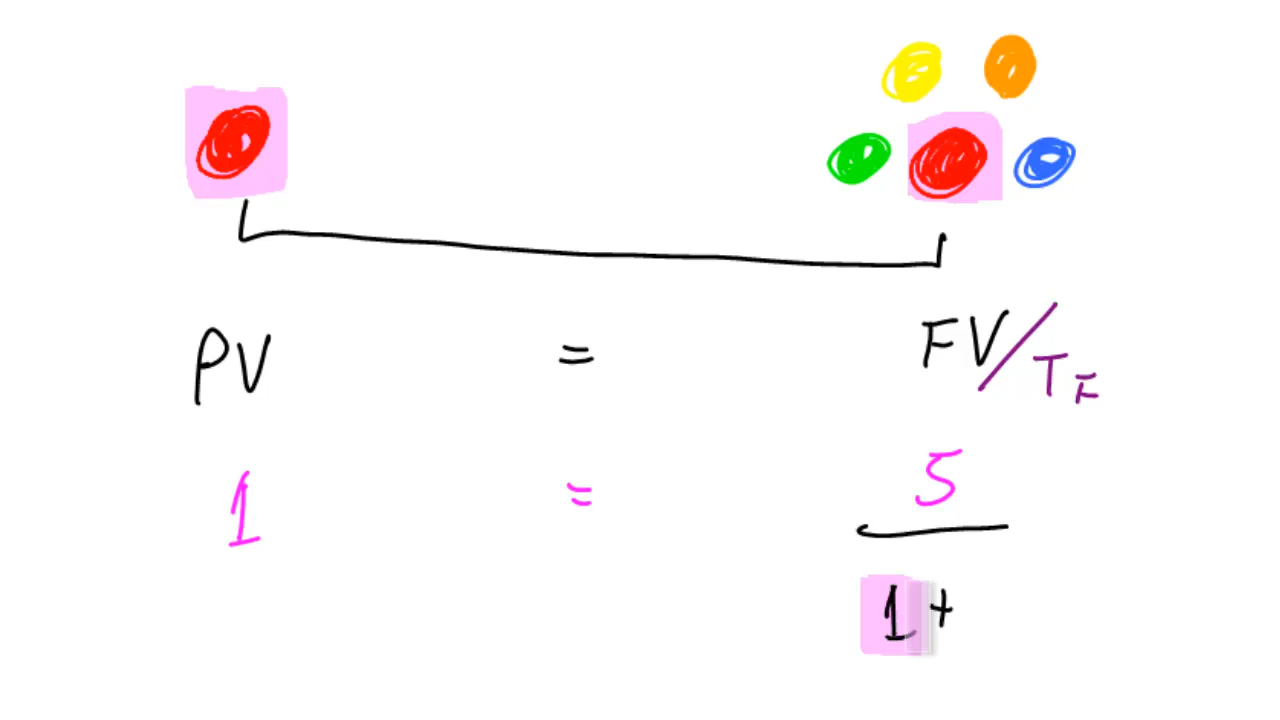 PV = FV/TF
1 = 5
1+